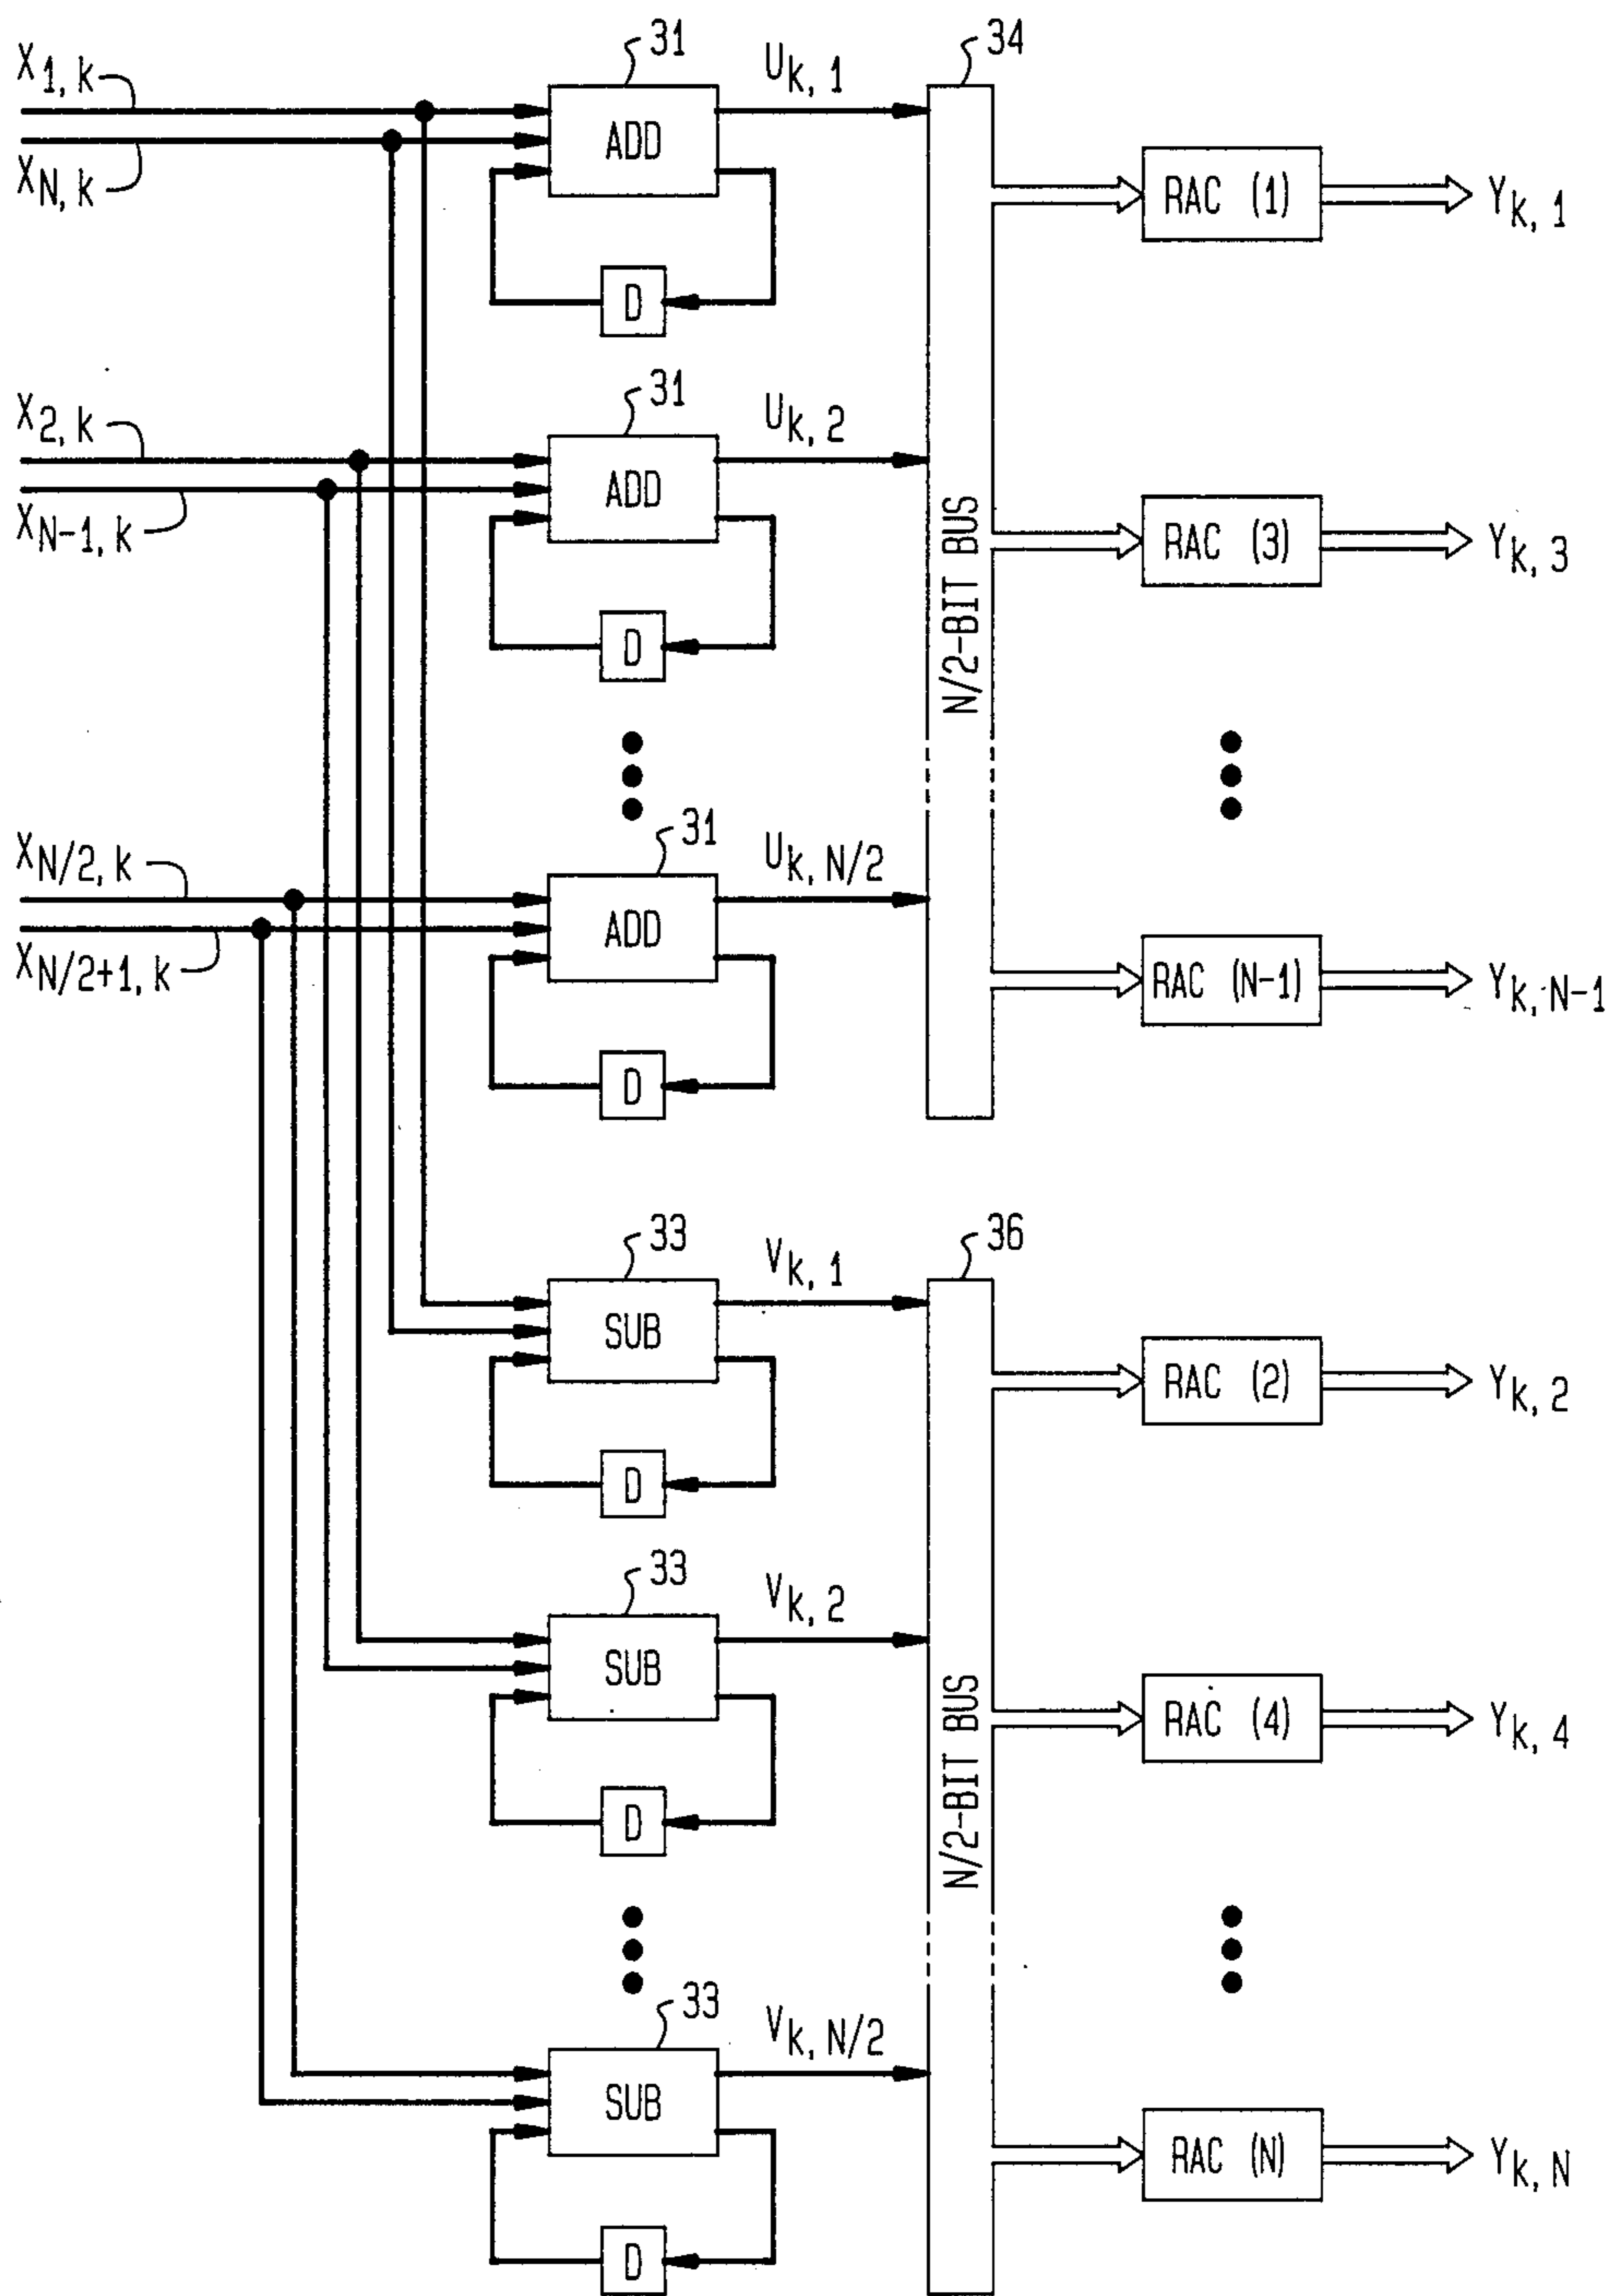 31
34
X1, k
Uk, 1
XN, k
ADD
RAC (1)
Yk, 1
D
31
X2, k
Uk, 2
XN-1, k
ADD
RAC (3)
Yk, 3
D
N/2-BIT BUS
31
XN/2, k
Uk, N/2
XN/2+1, k
ADD
RAC (N-1)
Yk, N-1
D
33
36
Vk, 1
SUB
RAC (2)
Yk, 2
D
33
Vk, 2
SUB
RAC (4)
Yk, 4
D
N/2-BIT BUS
33
Vk, N/2
SUB
RAC (N)
Yk, N
D